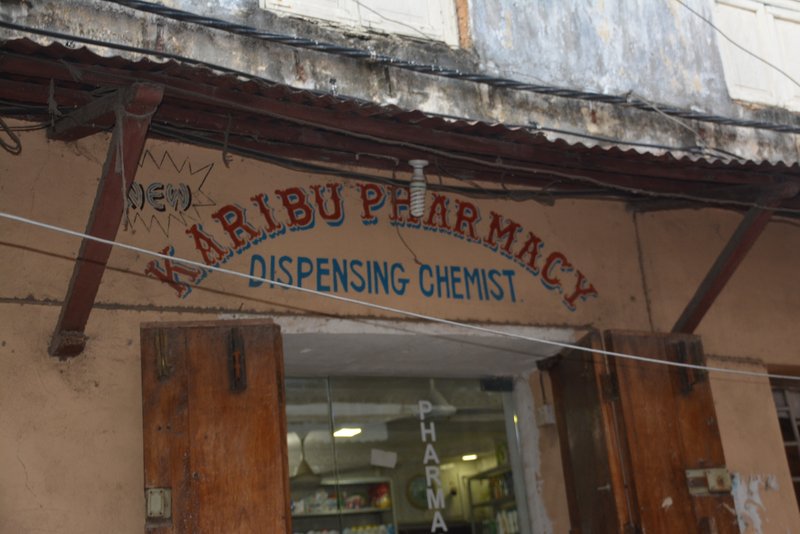 NEW
KARIBU PHARMACY
DISPENSING CHEMIST
PHARMA